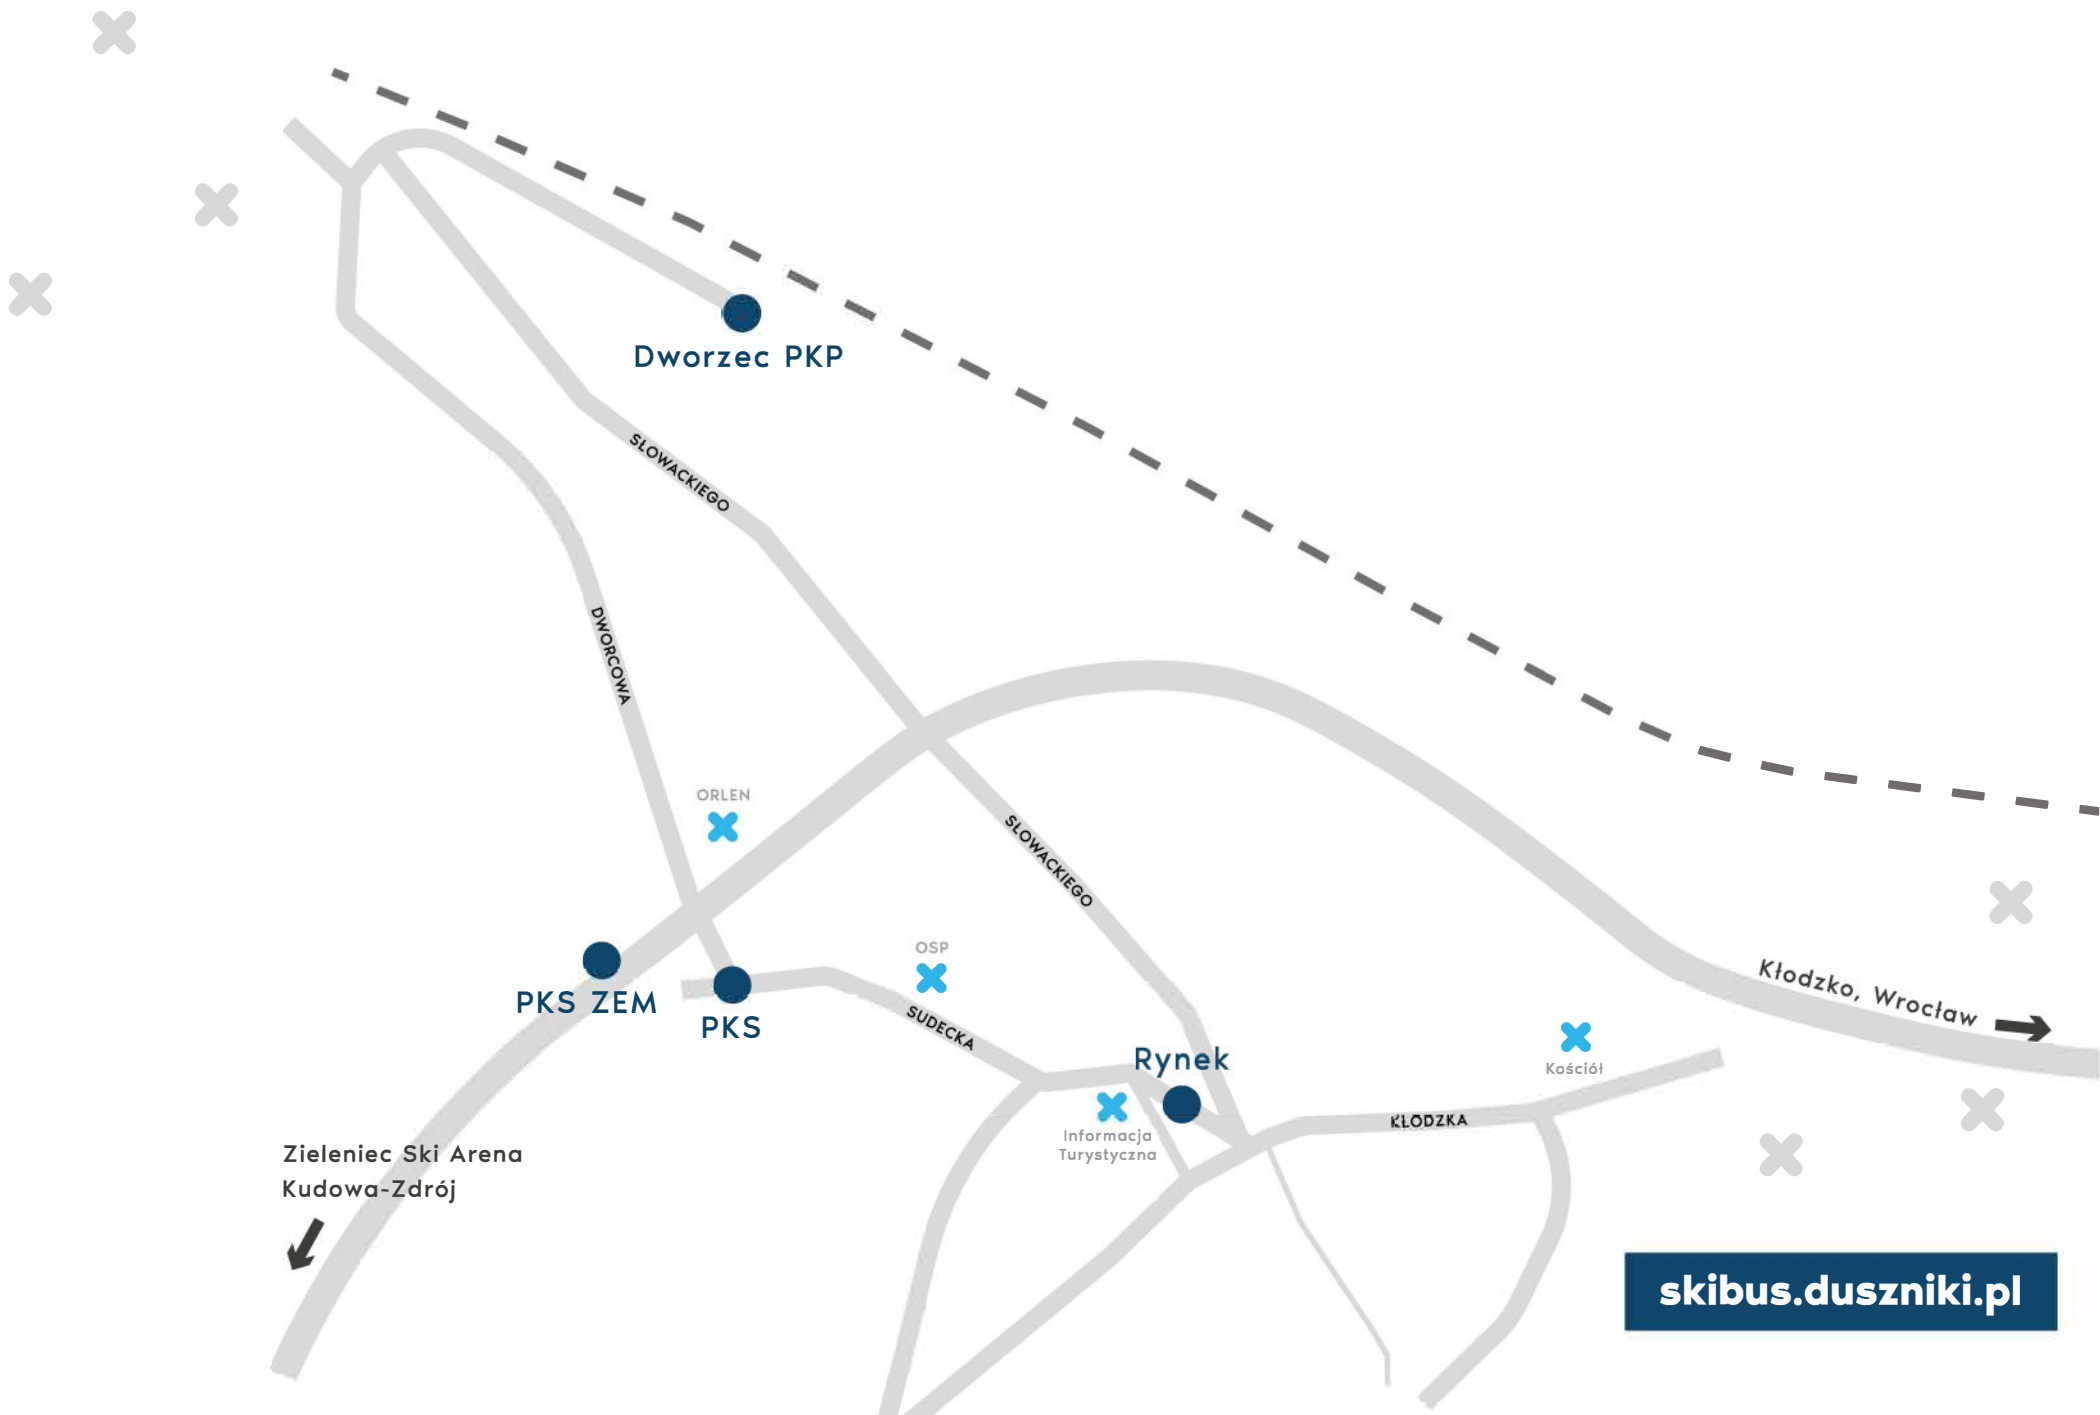 Dworzec PKP
SŁOWACKIEGO
DWORCOWA
ORLEN
SŁOWACKIEGO
OSP
PKS ZEM
PKS
SUDECKA
Rynek
Kłodzko, Wrocław
Kościół
KŁODZKA
Informacja
Turystyczna
Zieleniec Ski Arena
Kudowa-Zdrój
skibus.duszniki.pl